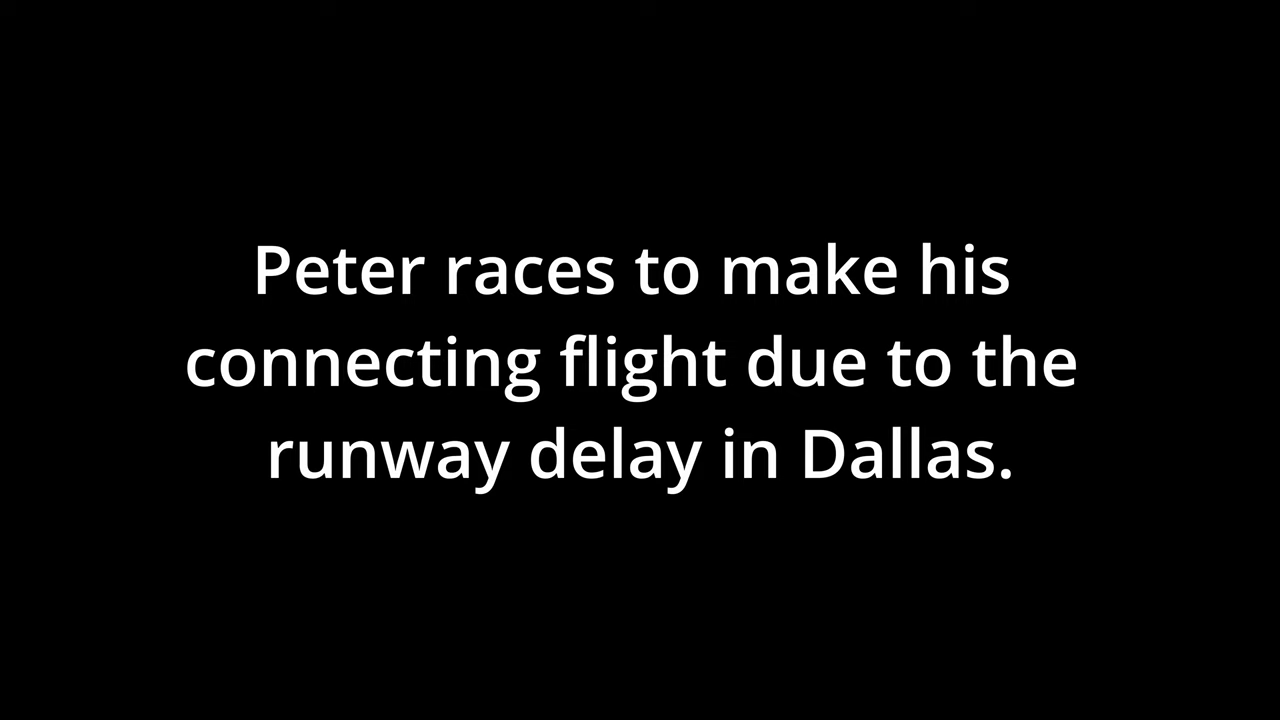 Peter races to make his
connecting flight due to the
runway delay in Dallas.